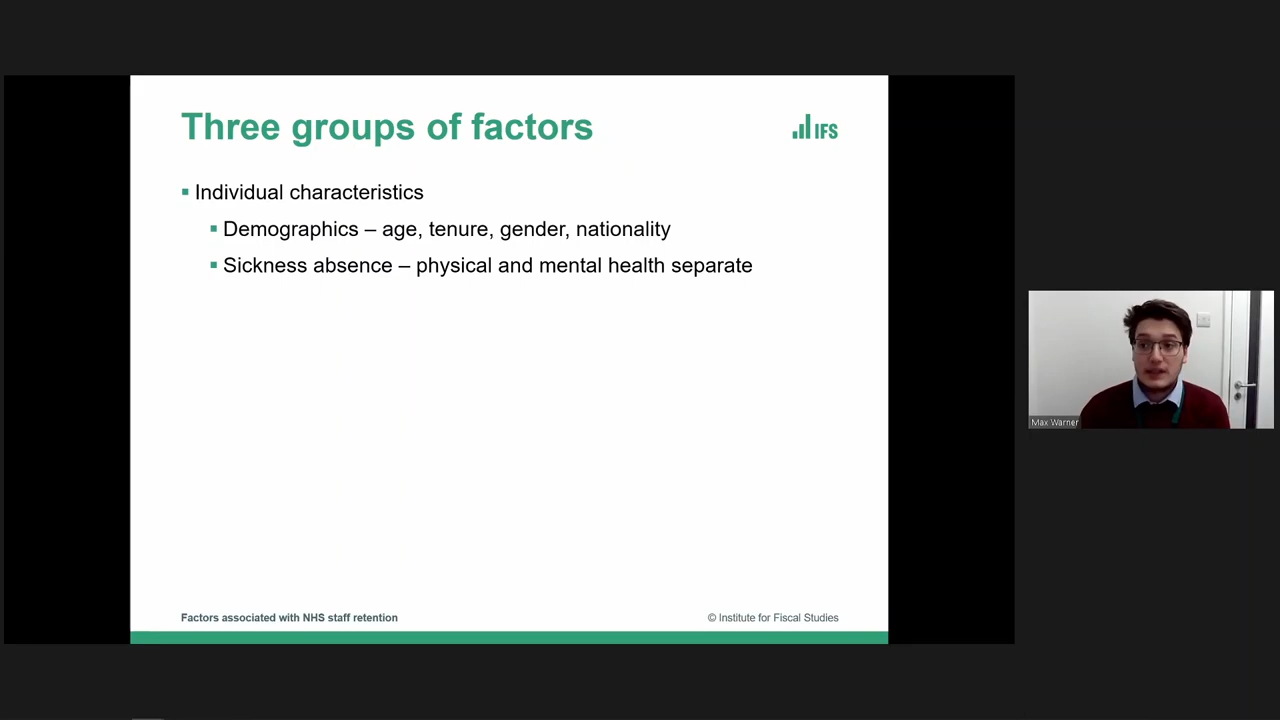 Three groups of factors
IFS
Individual characteristics
Demographics – age, tenure, gender, nationality
Sickness absence – physical and mental health separate
Max Warner
Factors associated with NHS staff retention
© Institute for Fiscal Studies